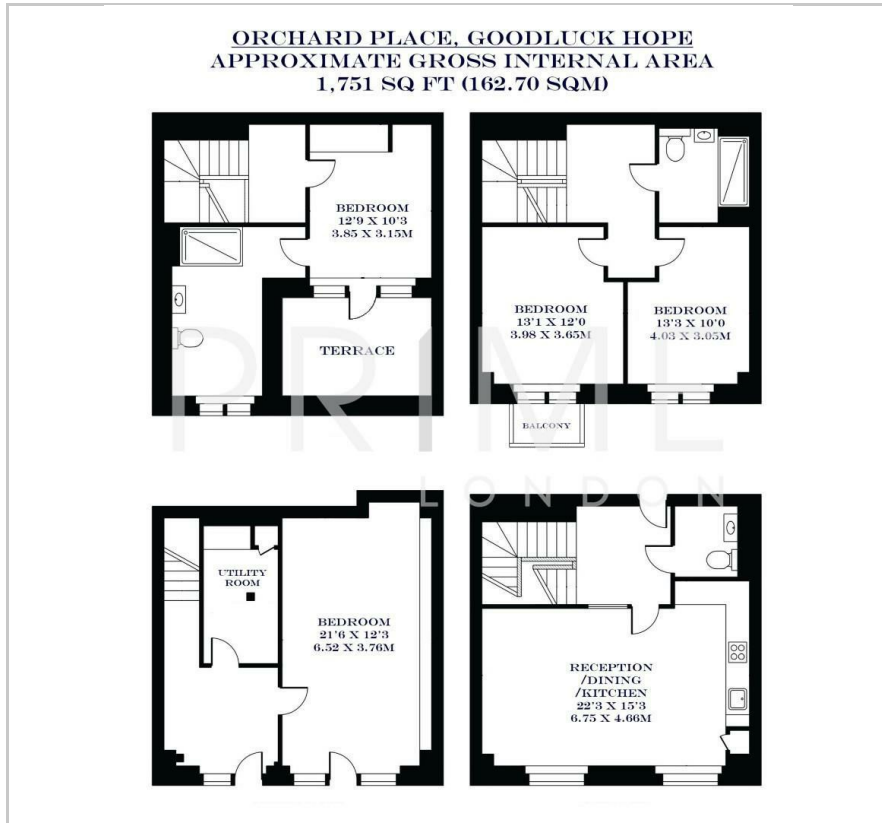 ORCHARD PLACE, GOODLUCK HOPE
APPROXIMATE GROSS INTERNAL AREA
1,751 SQ FT (162.70 SQM)
BEDROOM
12'9 X 10'3
3.85 X 3.15M
TERRACE
BEDROOM
13'1 X 12'0
3.98 X 3.65M
BEDROOM
13'3 X 10'0
4.03 X 3.05M
BALCONY
PRIME
LONDON
UTILITY
ROOM
BEDROOM
21'6 X 12'3
6.52 X 3.76M
RECEPTION
/DINING
/KITCHEN
22'3 X 15'3
6.75 X 4.66M